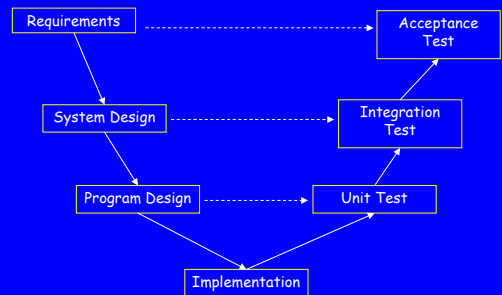 Requirements
Acceptance
Test
System Design
Integration
Test
Program Design
Unit Test
Implementation